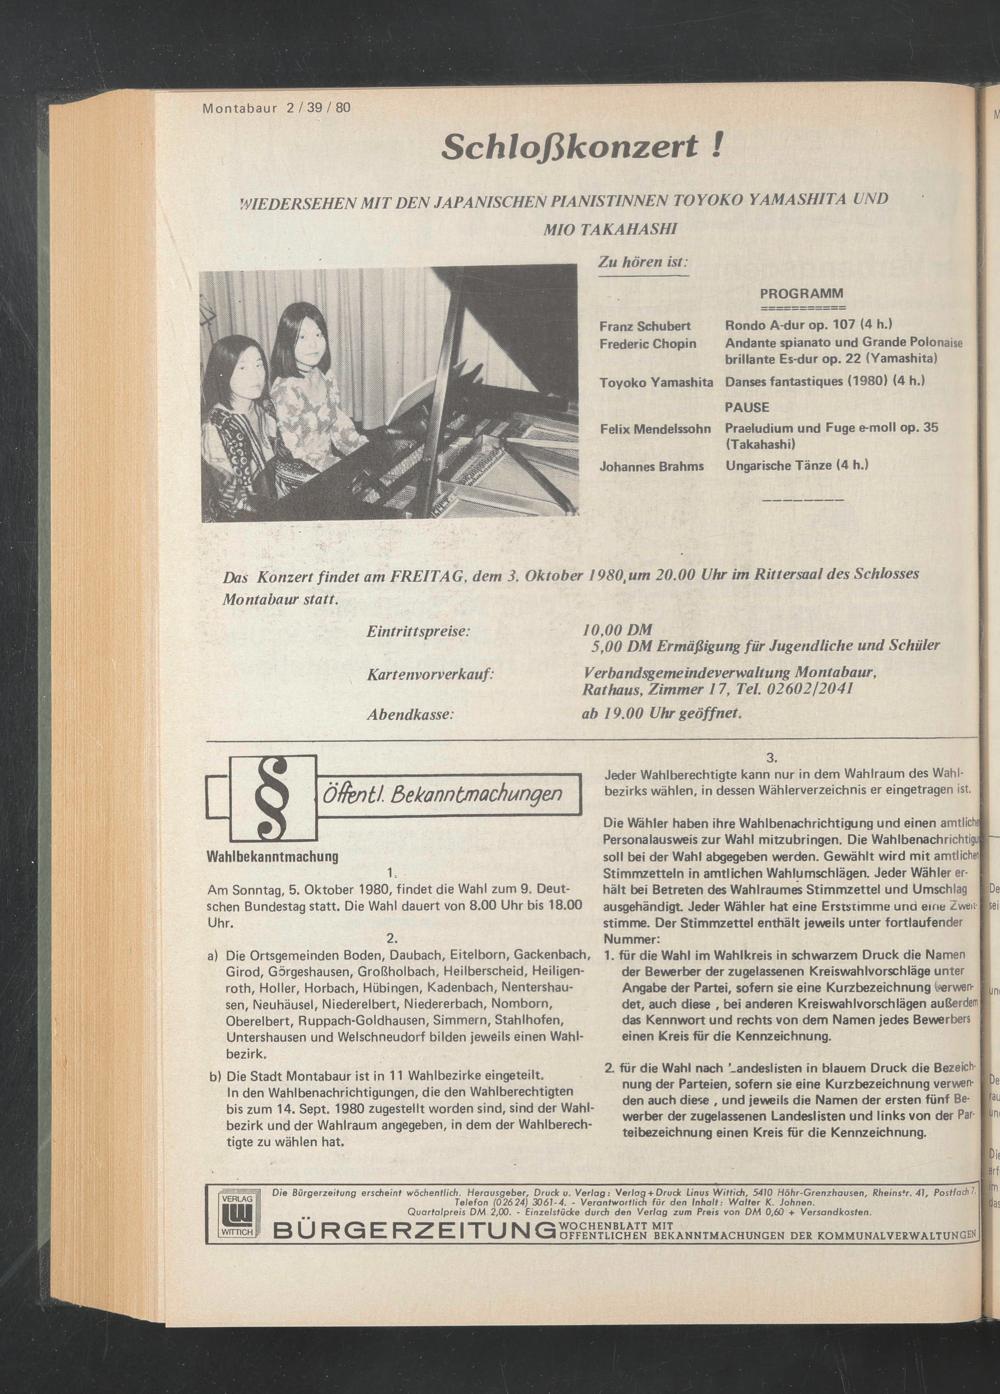 Montabaur 2 / 39 / 80
Schloßkonzert !
WIEDERSEHEN MIT DEN JAPANISCHEN PIANISTINNEN TOYOKO YAMASHITA UND
MIO TAKAHASHI
Zu hören ist:
PROGRAMM
===========
Franz Schubert Rondo A-dur op. 107 (4 h.)
Frederic Chopin Andante spianato und Grande Polonaise
brillante Es-dur op. 22 (Yamashita)
Toyoko Yamashita Danses fantastiques (1980) (4 h.)
PAUSE
Felix Mendelssohn Praeludium und Fuge e-moll op. 35
(Takahashi)
Johannes Brahms Ungarische Tänze (4 h.)
Das Konzert findet am FREITAG, dem 3. Oktober 1980, um 20.00 Uhr im Rittersaal des Schlosses
Montabaur statt.
Eintrittspreise: 10,00 DM
5,00 DM Ermäßigung für Jugendliche und Schüler
Kartenvorverkauf: Verbandsgemeindeverwaltung Montabaur,
Rathaus, Zimmer 17, Tel. 02602/2041
Abendkasse: ab 19.00 Uhr geöffnet.
§ Öffentl. Bekanntmachungen
Wahlbekanntmachung
1.
Am Sonntag, 5. Oktober 1980, findet die Wahl zum 9. Deut-
schen Bundestag statt. Die Wahl dauert von 8.00 Uhr bis 18.00
Uhr.
2.
a) Die Ortsgemeinden Boden, Daubach, Eitelborn, Gackenbach,
Girod, Görgeshausen, Großholbach, Heilberscheid, Heiligen-
roth, Holler, Horbach, Hübingen, Kadenbach, Nentershau-
sen, Neuhäusel, Niederelbert, Niedererbach, Nomborn,
Oberelbert, Ruppach-Goldhausen, Simmern, Stahlhofen,
Untershausen und Welschneudorf bilden jeweils einen Wahl-
bezirk.
b) Die Stadt Montabaur ist in 11 Wahlbezirke eingeteilt.
In den Wahlbenachrichtigungen, die den Wahlberechtigten
bis zum 14. Sept. 1980 zugestellt worden sind, sind der Wahl-
bezirk und der Wahlraum angegeben, in dem der Wahlberech-
tigte zu wählen hat.
3.
Jeder Wahlberechtigte kann nur in dem Wahlraum des Wahl-
bezirks wählen, in dessen Wählerverzeichnis er eingetragen ist.
Die Wähler haben ihre Wahlbenachrichtigung und einen amtliche
Personalausweis zur Wahl mitzubringen. Die Wahlbenachrichtigu
soll bei der Wahl abgegeben werden. Gewählt wird mit amtlichen
Stimmzetteln in amtlichen Wahlumschlägen. Jeder Wähler er-
hält bei Betreten des Wahlraumes Stimmzettel und Umschlag
ausgehändigt. Jeder Wähler hat eine Erststimme und eine Zweit-
stimme. Der Stimmzettel enthält jeweils unter fortlaufender
Nummer:
1. für die Wahl im Wahlkreis in schwarzem Druck die Namen
der Bewerber der zugelassenen Kreiswahlvorschläge unter
Angabe der Partei, sofern sie eine Kurzbezeichnung verwen-
det, auch diese , bei anderen Kreiswahlvorschlägen außerdem
das Kennwort und rechts von dem Namen jedes Bewerbers
einen Kreis für die Kennzeichnung.
2. für die Wahl nach Landeslisten in blauem Druck die Bezeich-
nung der Parteien, sofern sie eine Kurzbezeichnung verwen-
den auch diese , und jeweils die Namen der ersten fünf Be-
werber der zugelassenen Landeslisten und links von der Par-
teibezeichnung einen Kreis für die Kennzeichnung.
VERLAG
WITTICH
Die Bürgerzeitung erscheint wöchentlich. Herausgeber, Druck u. Verlag: Verlag + Druck Linus Wittich, 5410 Höhr-Grenzhausen, Rheinstr. 41, Postfach 7.
Telefon (02624) 3061-4. - Verantwortlich für den Inhalt: Walter K. Johnen.
Quartalpreis DM 2,00. - Einzelstücke durch den Verlag zum Preis von DM 0,60 + Versandkosten.
BÜRGERZEITUNG WOCHENBLATT MIT
ÖFFENTLICHEN BEKANNTMACHUNGEN DER KOMMUNALVERWALTUNGEN